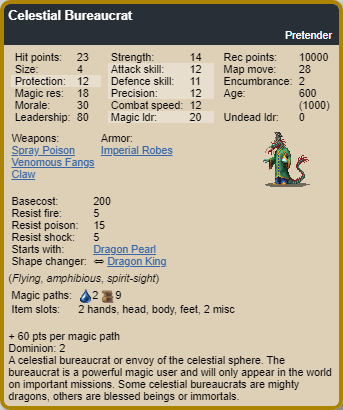 Celestial Bureaucrat
Pretender
Hit points: 23 Strength: 14 Rec points: 10000
Size: 4 Attack skill: 12 Map move: 28
Protection: 12 Defence skill: 11 Encumbrance: 2
Magic res: 18 Precision: 12 Age: 600
Morale: 30 Combat speed: 12 (1000)
Leadership: 80 Magic ldr: 20 Undead ldr: 0
Weapons: Armor:
Spray Poison Imperial Robes
Venomous Fangs
Claw
Basecost: 200
Resist fire: 5
Resist poison: 15
Resist shock: 5
Starts with: Dragon Pearl
Shape changer: ⇔ Dragon King
(Flying, amphibious, spirit-sight)
Magic paths: 2 9
Item slots: 2 hands, head, body, feet, 2 misc
+ 60 pts per magic path
Dominion: 2
A celestial bureaucrat or envoy of the celestial sphere. The
bureaucrat is a powerful magic user and will only appear in the world
on important missions. Some celestial bureaucrats are mighty
dragons, others are blessed beings or immortals.